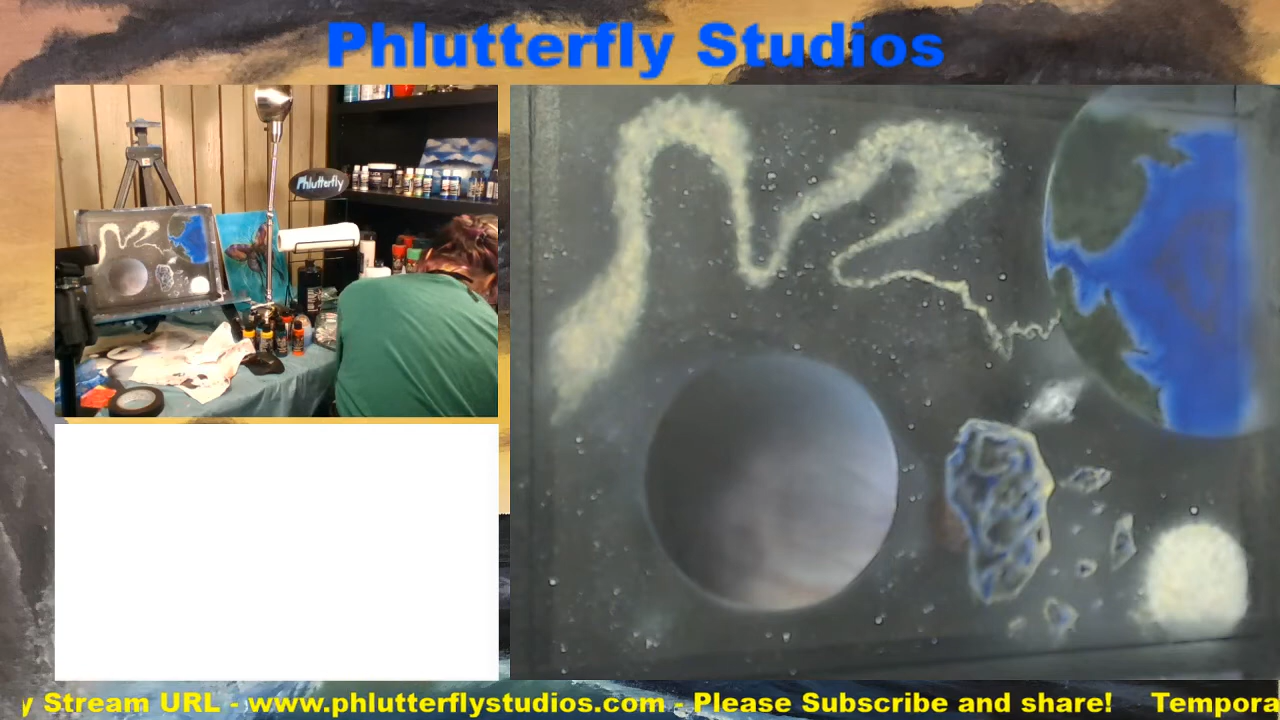 Phlutterfly Studios
Phlutterfly
y Stream URL - www.phlutterflystudios.com - Please Subscribe and share! Tempora